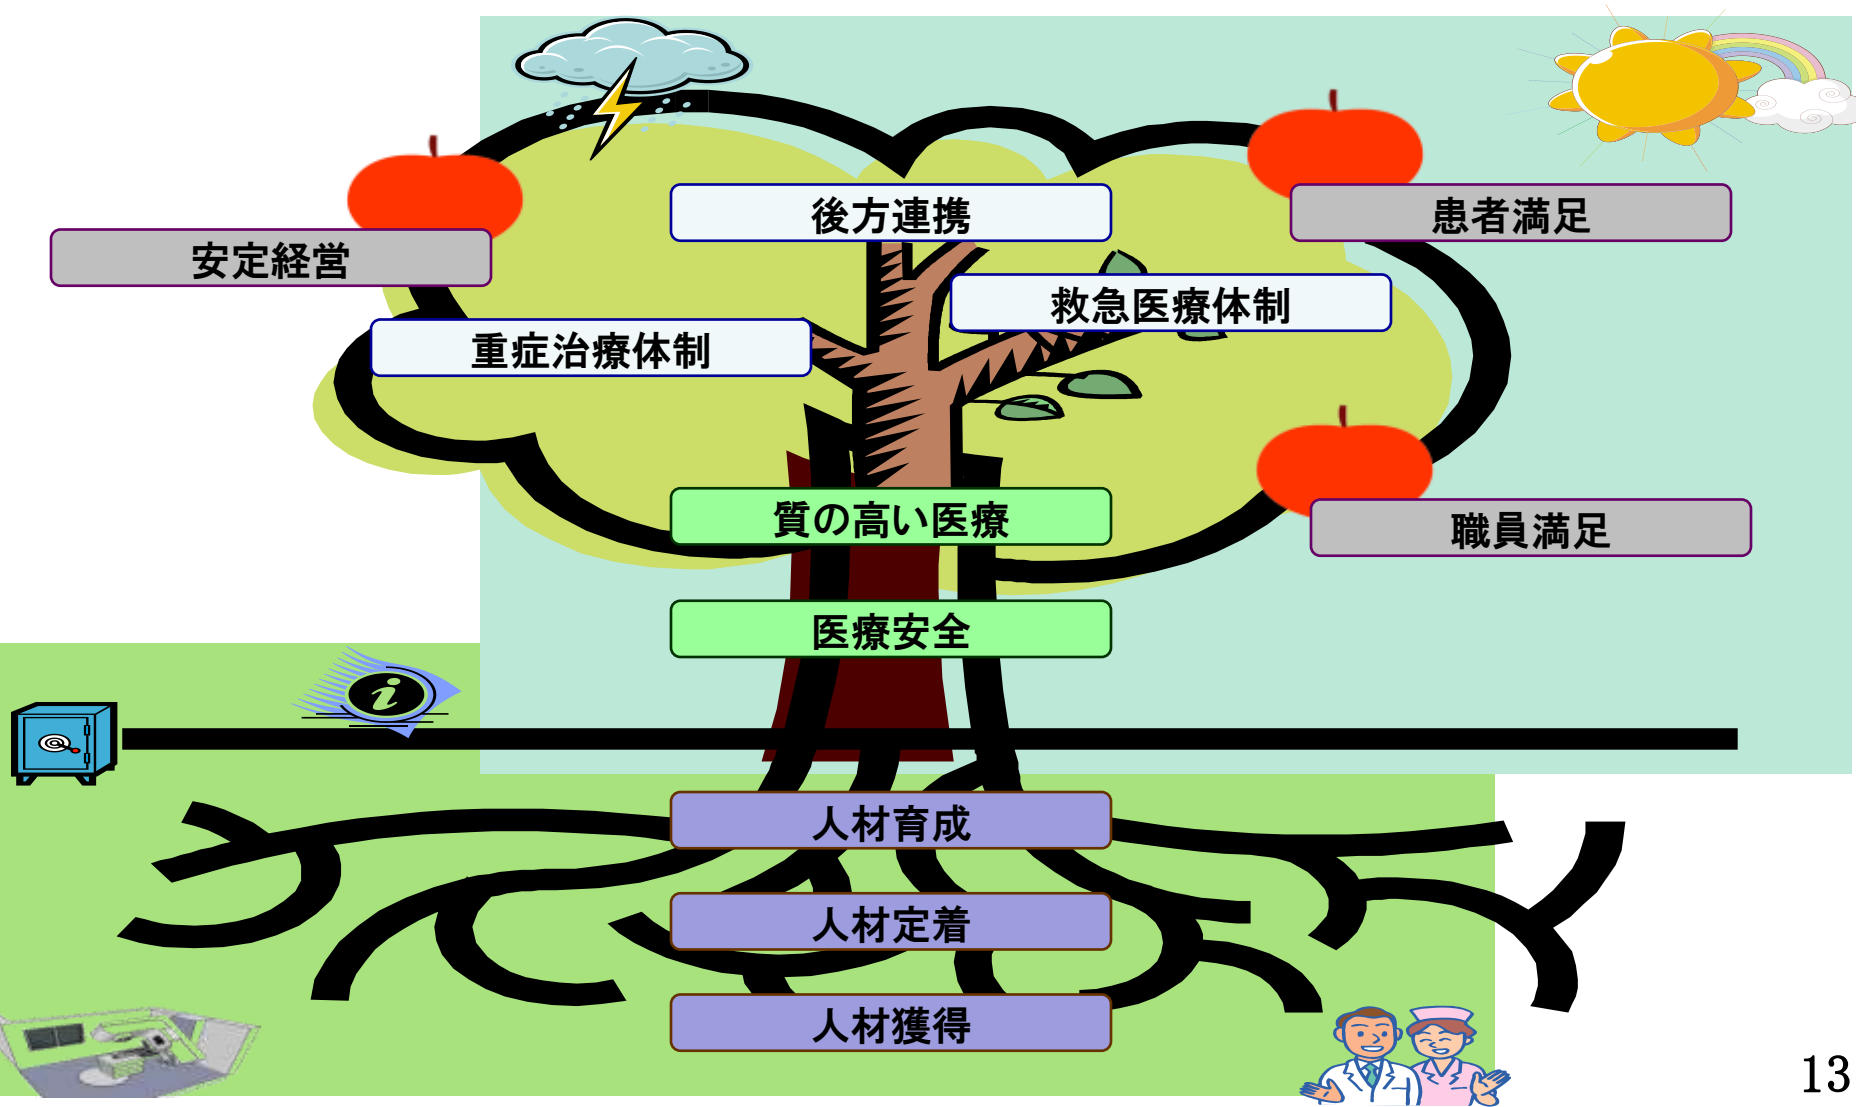 後方連携
患者満足
安定経営
救急医療体制
重症治療体制
質の高い医療
職員満足
医療安全
i
人材育成
人材定着
人材獲得
13